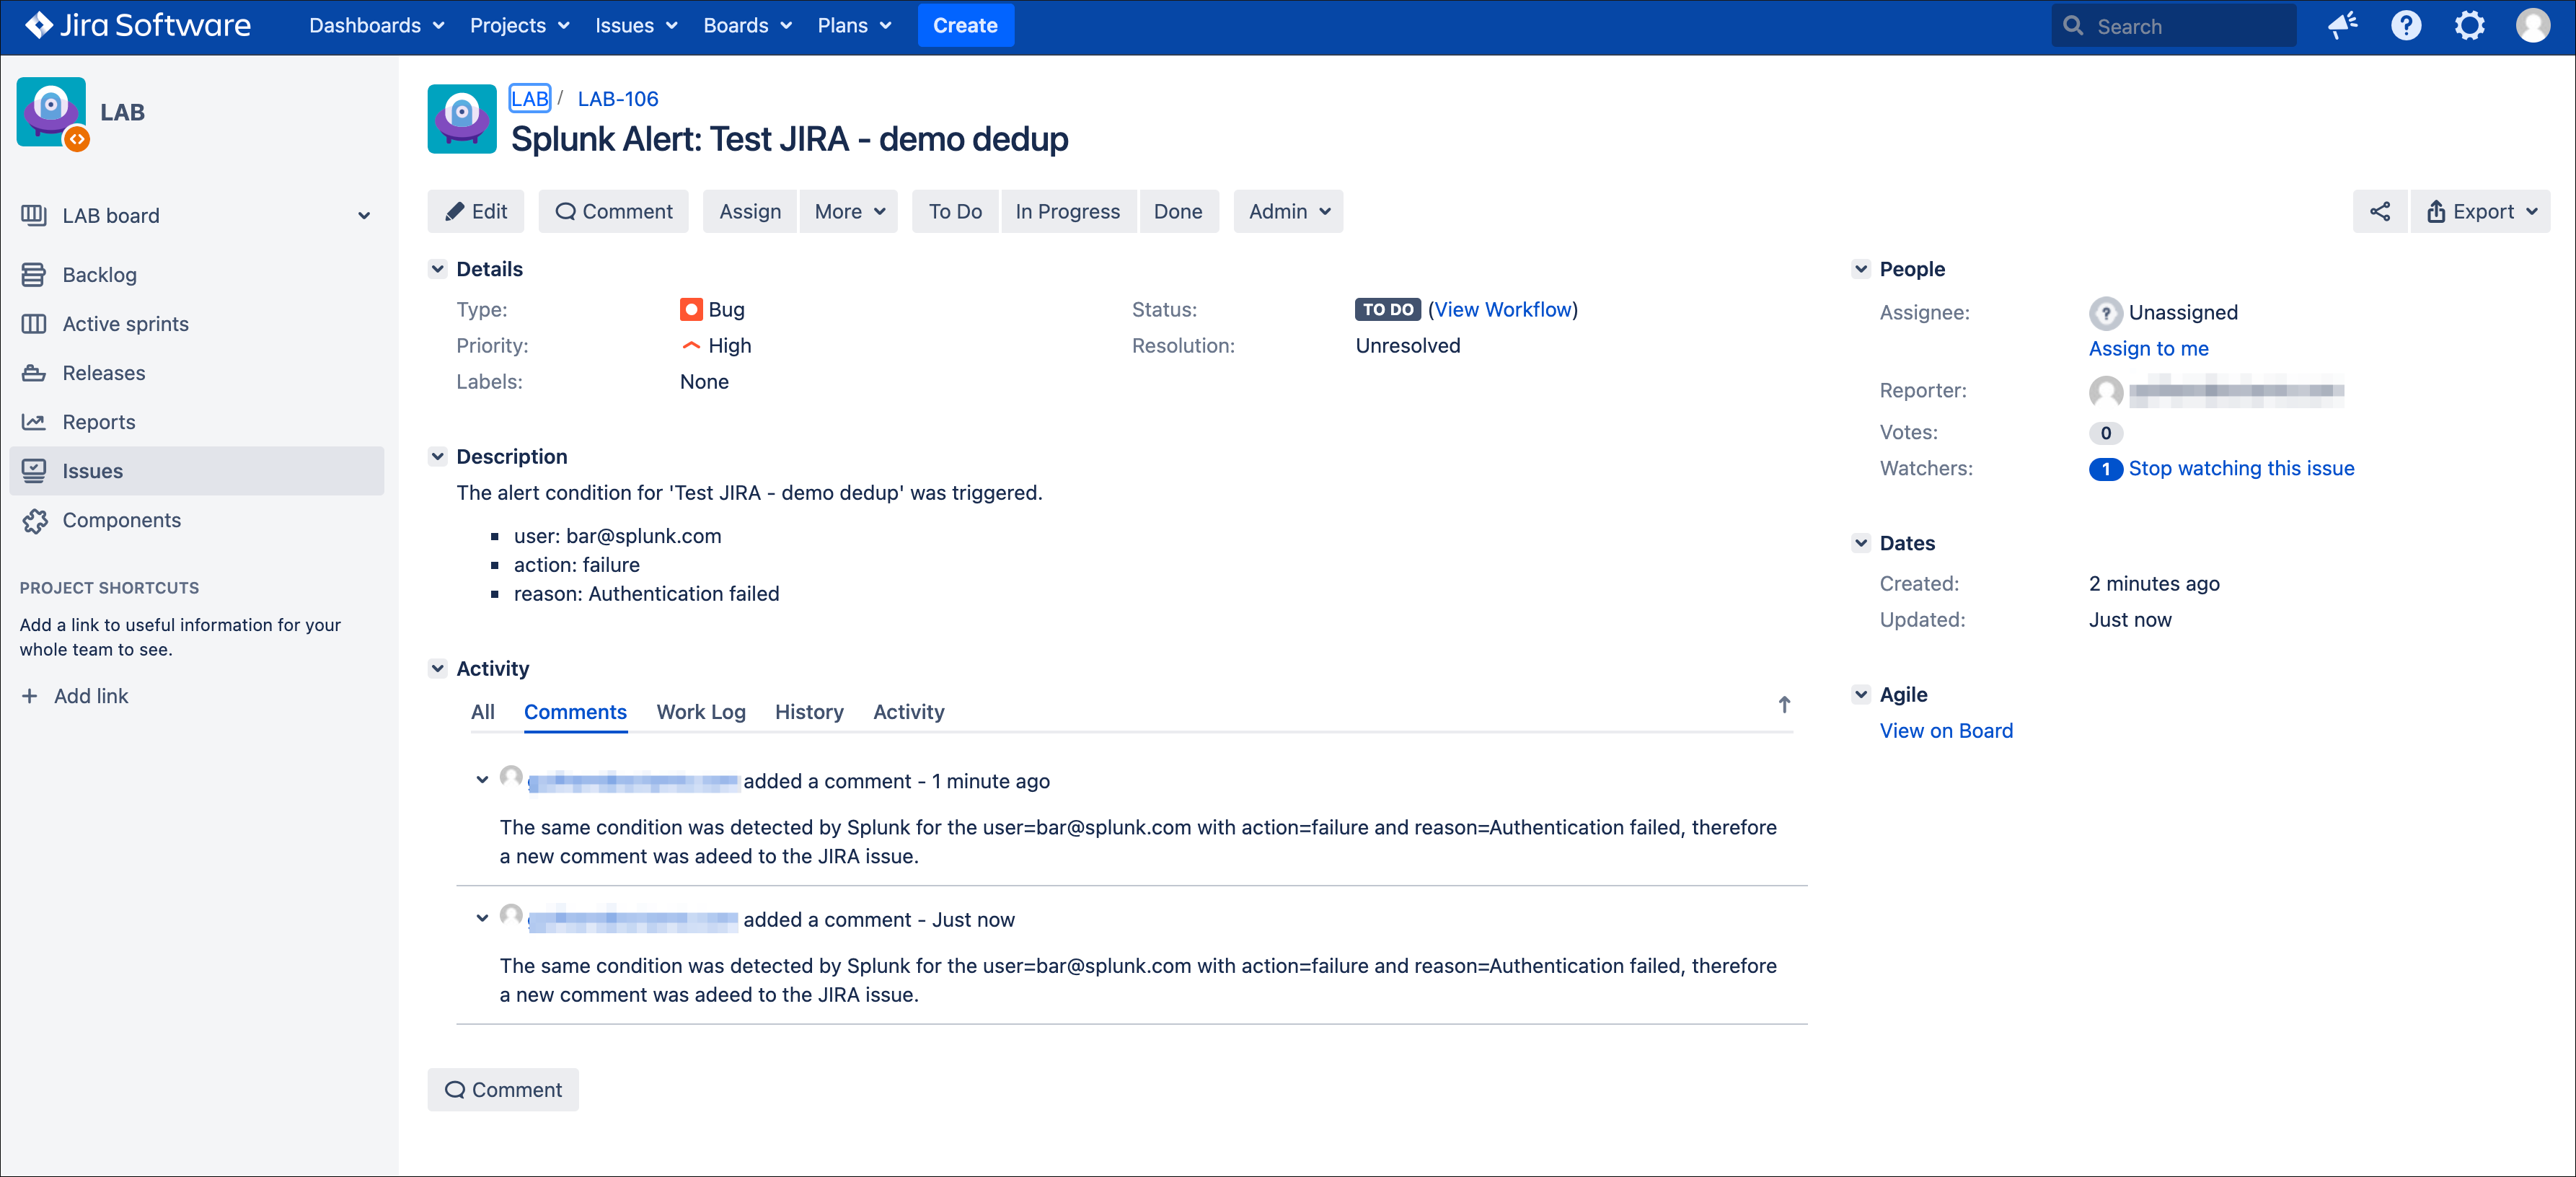 Jira Software Dashboards Projects Issues Boards Plans Create Search
LAB
LAB board
Backlog
Active sprints
Releases
Reports
Issues
Components
PROJECT SHORTCUTS
Add a link to useful information for your
whole team to see.
+ Add link
LAB / LAB-106
Splunk Alert: Test JIRA - demo dedup
Edit Comment Assign More To Do In Progress Done Admin Export
Details
Type: Bug Status: TO DO (View Workflow)
Priority: High Resolution: Unresolved
Labels: None
Description
The alert condition for 'Test JIRA - demo dedup' was triggered.
user: bar@splunk.com
action: failure
reason: Authentication failed
Activity
All Comments Work Log History Activity
added a comment - 1 minute ago
The same condition was detected by Splunk for the user=bar@splunk.com with action=failure and reason=Authentication failed, therefore
a new comment was adeed to the JIRA issue.
added a comment - Just now
The same condition was detected by Splunk for the user=bar@splunk.com with action=failure and reason=Authentication failed, therefore
a new comment was adeed to the JIRA issue.
Comment
People
Assignee: Unassigned
Assign to me
Reporter:
Votes: 0
Watchers: 1 Stop watching this issue
Dates
Created: 2 minutes ago
Updated: Just now
Agile
View on Board